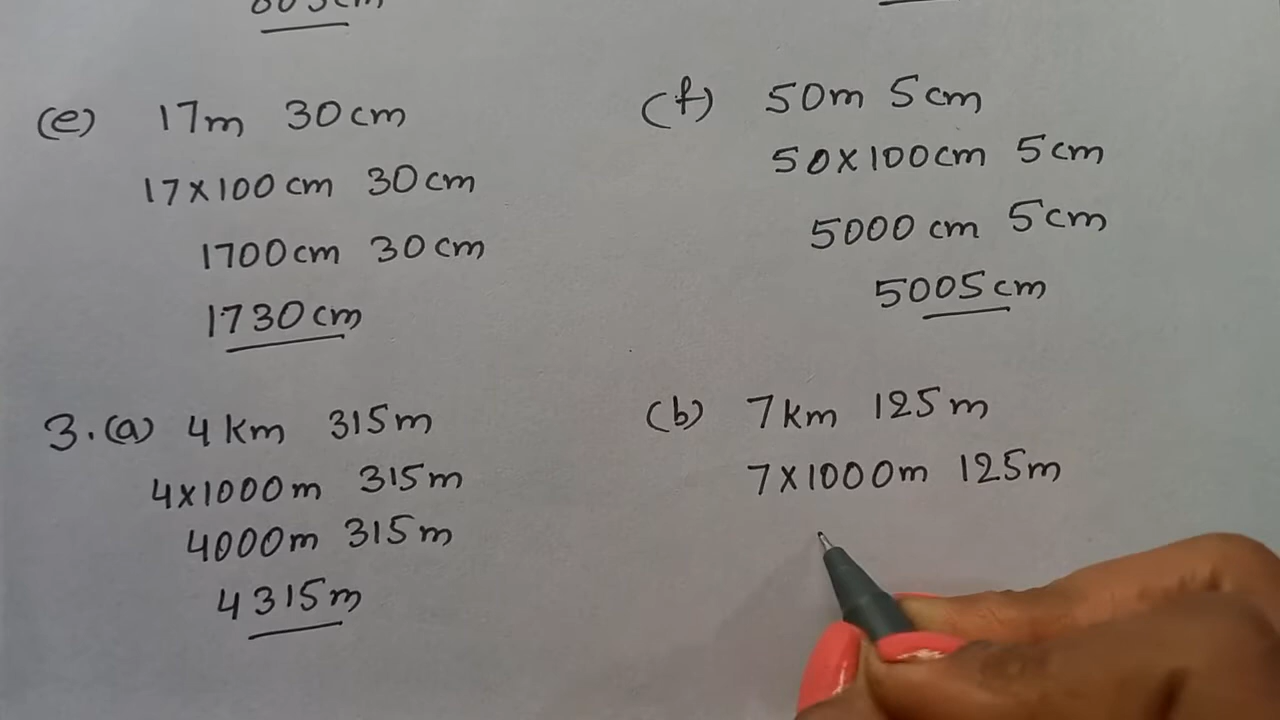 (e) 17m 30cm
17×100cm 30cm
1700cm 30cm
1730cm
(f) 50m 5cm
50×100cm 5cm
5000cm 5cm
5005cm
3.(a) 4km 315m
4×1000m 315m
4000m 315m
4315m
(b) 7km 125m
7×1000m 125m